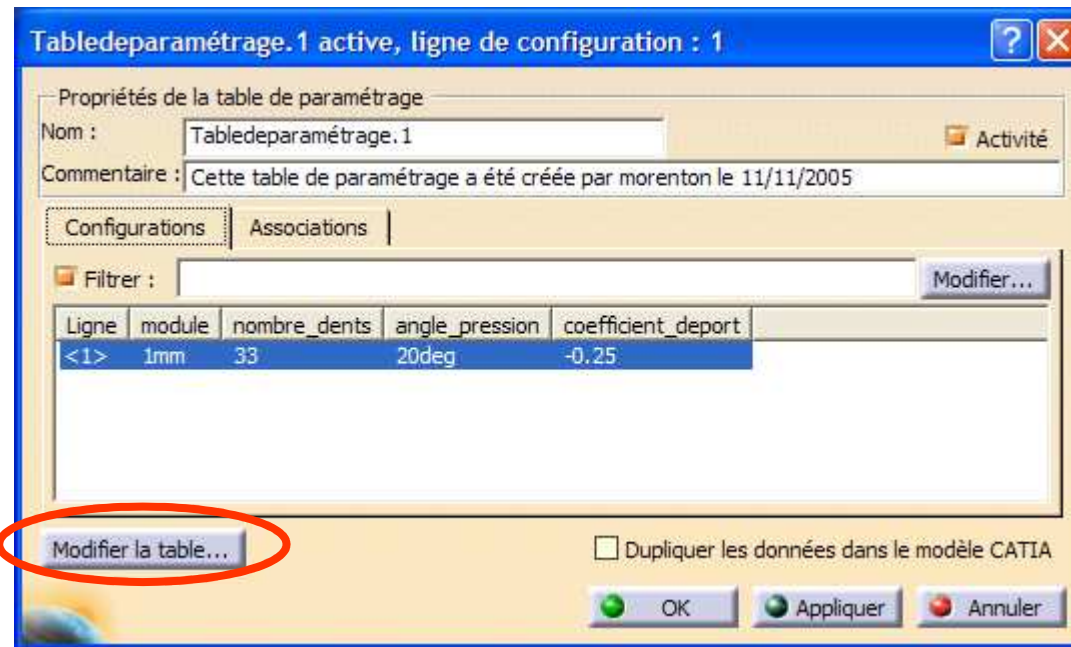 Tabledeparamétrage.1 active, ligne de configuration : 1
Propriétés de la table de paramétrage
Nom : Tabledeparamétrage.1 Activité
Commentaire : Cette table de paramétrage a été créée par morenton le 11/11/2005
Configurations Associations
Filtrer : Modifier...
Ligne module nombre_dents angle_pression coefficient_deport
<1> 1mm 33 20deg -0.25
Modifier la table... Dupliquer les données dans le modèle CATIA
OK Appliquer Annuler